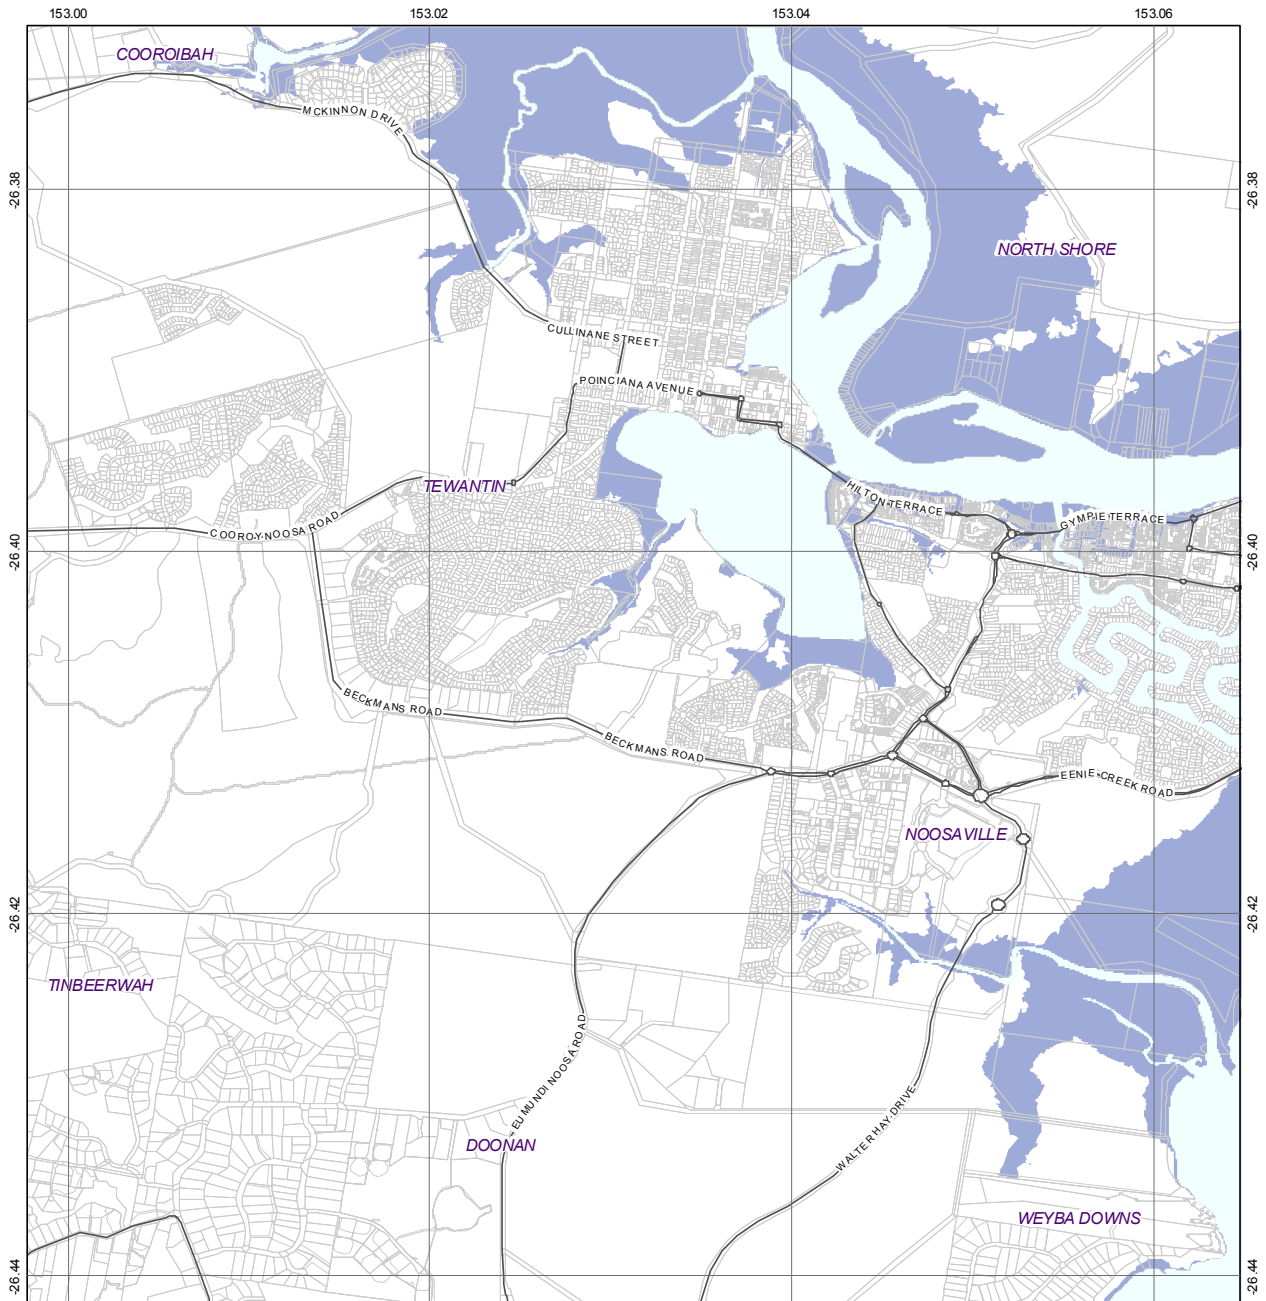 153.00
153.02
153.04
153.06
COOROIBAH
MCKINNON DRIVE
-26.38
-26.38
NORTH SHORE
CULLINANE STREET
POINCIANA AVENUE
TEWANTIN
HILTON TERRACE
GYMPIE TERRACE
COOROY-NOOSA ROAD
-26.40
-26.40
BECKMANS ROAD
BECKMANS ROAD
EENIE-CREEK ROAD
NOOSAVILLE
-26.42
-26.42
TINBEERWAH
EUMUNDI NOOSA ROAD
WALTER HAY DRIVE
DOONAN
WEYBA DOWNS
-26.44
-26.44